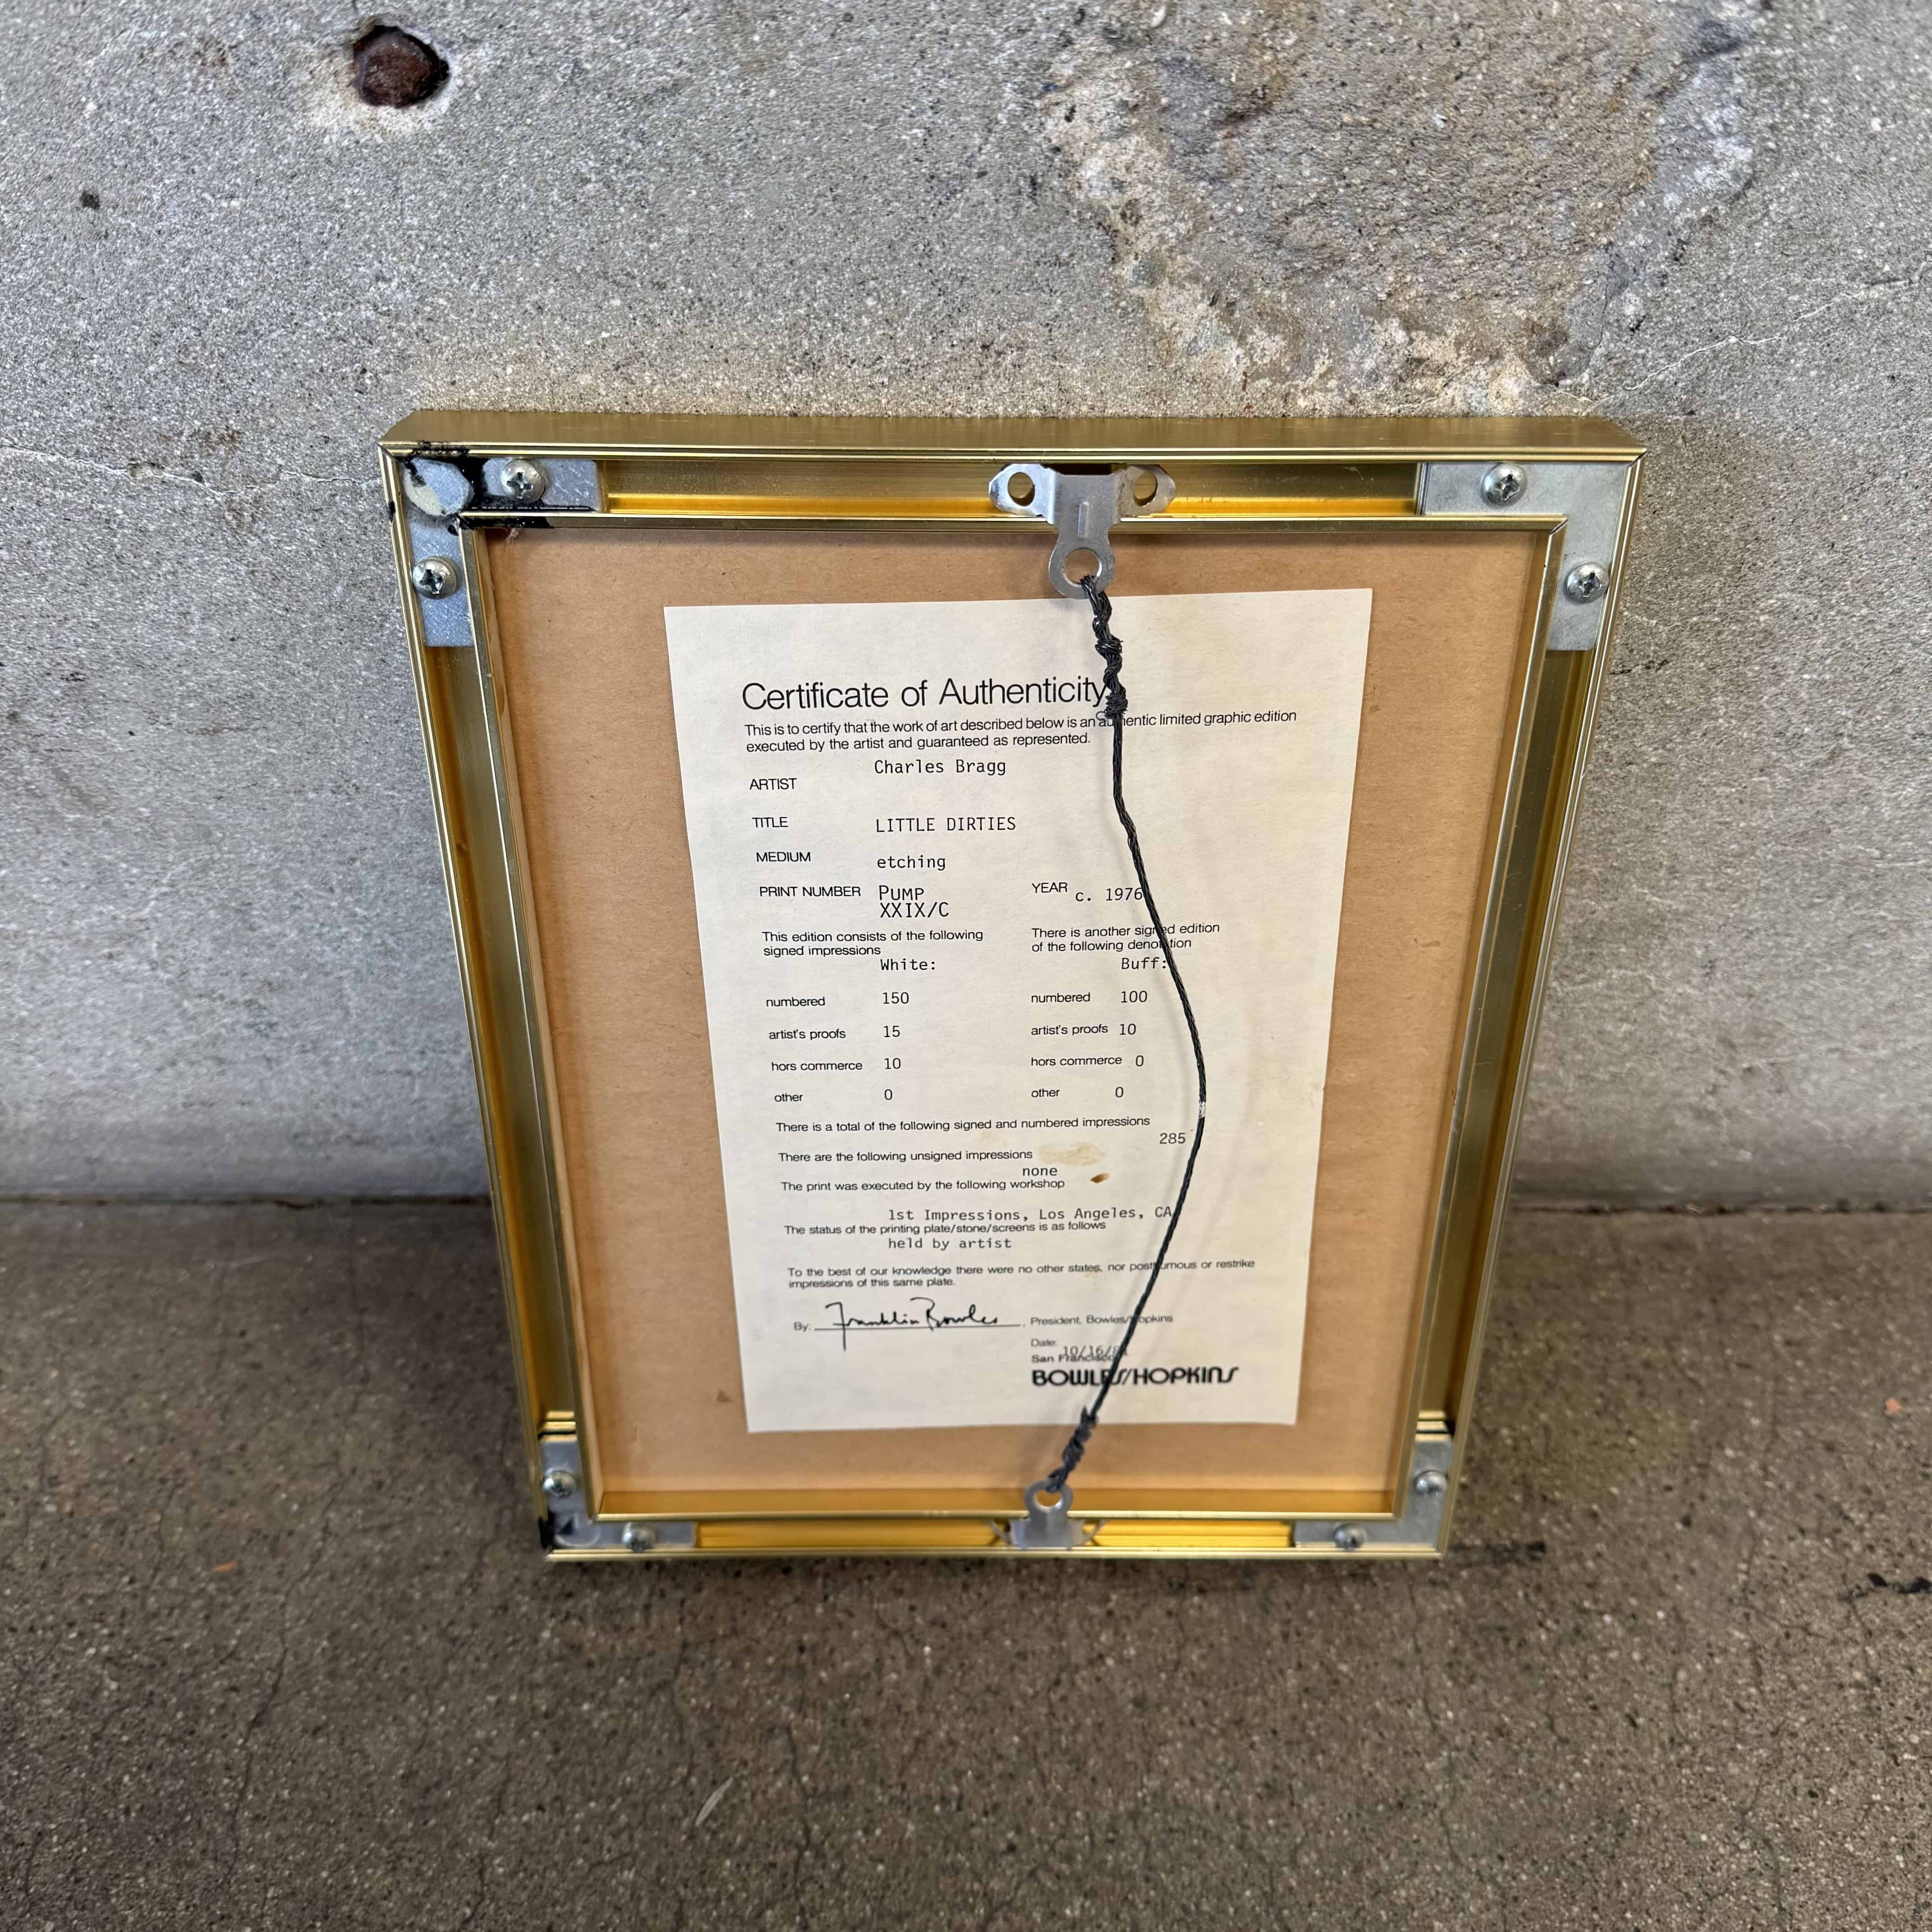 Certificate of Authenticity
This is to certify that the work of art described below is an authentic limited graphic edition
executed by the artist and guaranteed as represented.
ARTIST Charles Bragg
TITLE LITTLE DIRTIES
MEDIUM etching
PRINT NUMBER PUMP YEAR c. 1976
XXIX/C
This edition consists of the following There is another signed edition
signed impressions of the following denotion
White: Buff:
numbered 150 numbered 100
artist's proofs 15 artist's proofs 10
hors commerce 10 hors commerce 0
other 0 other 0
There is a total of the following signed and numbered impressions
285
There are the following unsigned impressions
none
The print was executed by the following workshop
1st Impressions, Los Angeles, CA
The status of the printing plate/stone/screens is as follows
held by artist
To the best of our knowledge there were no other states, nor posthumous or restrike
impressions of this same plate.
By: Franklin Bowles, President, Bowles/Hopkins
Date: 10/16/
San Francisco
BOWLES/HOPKINS